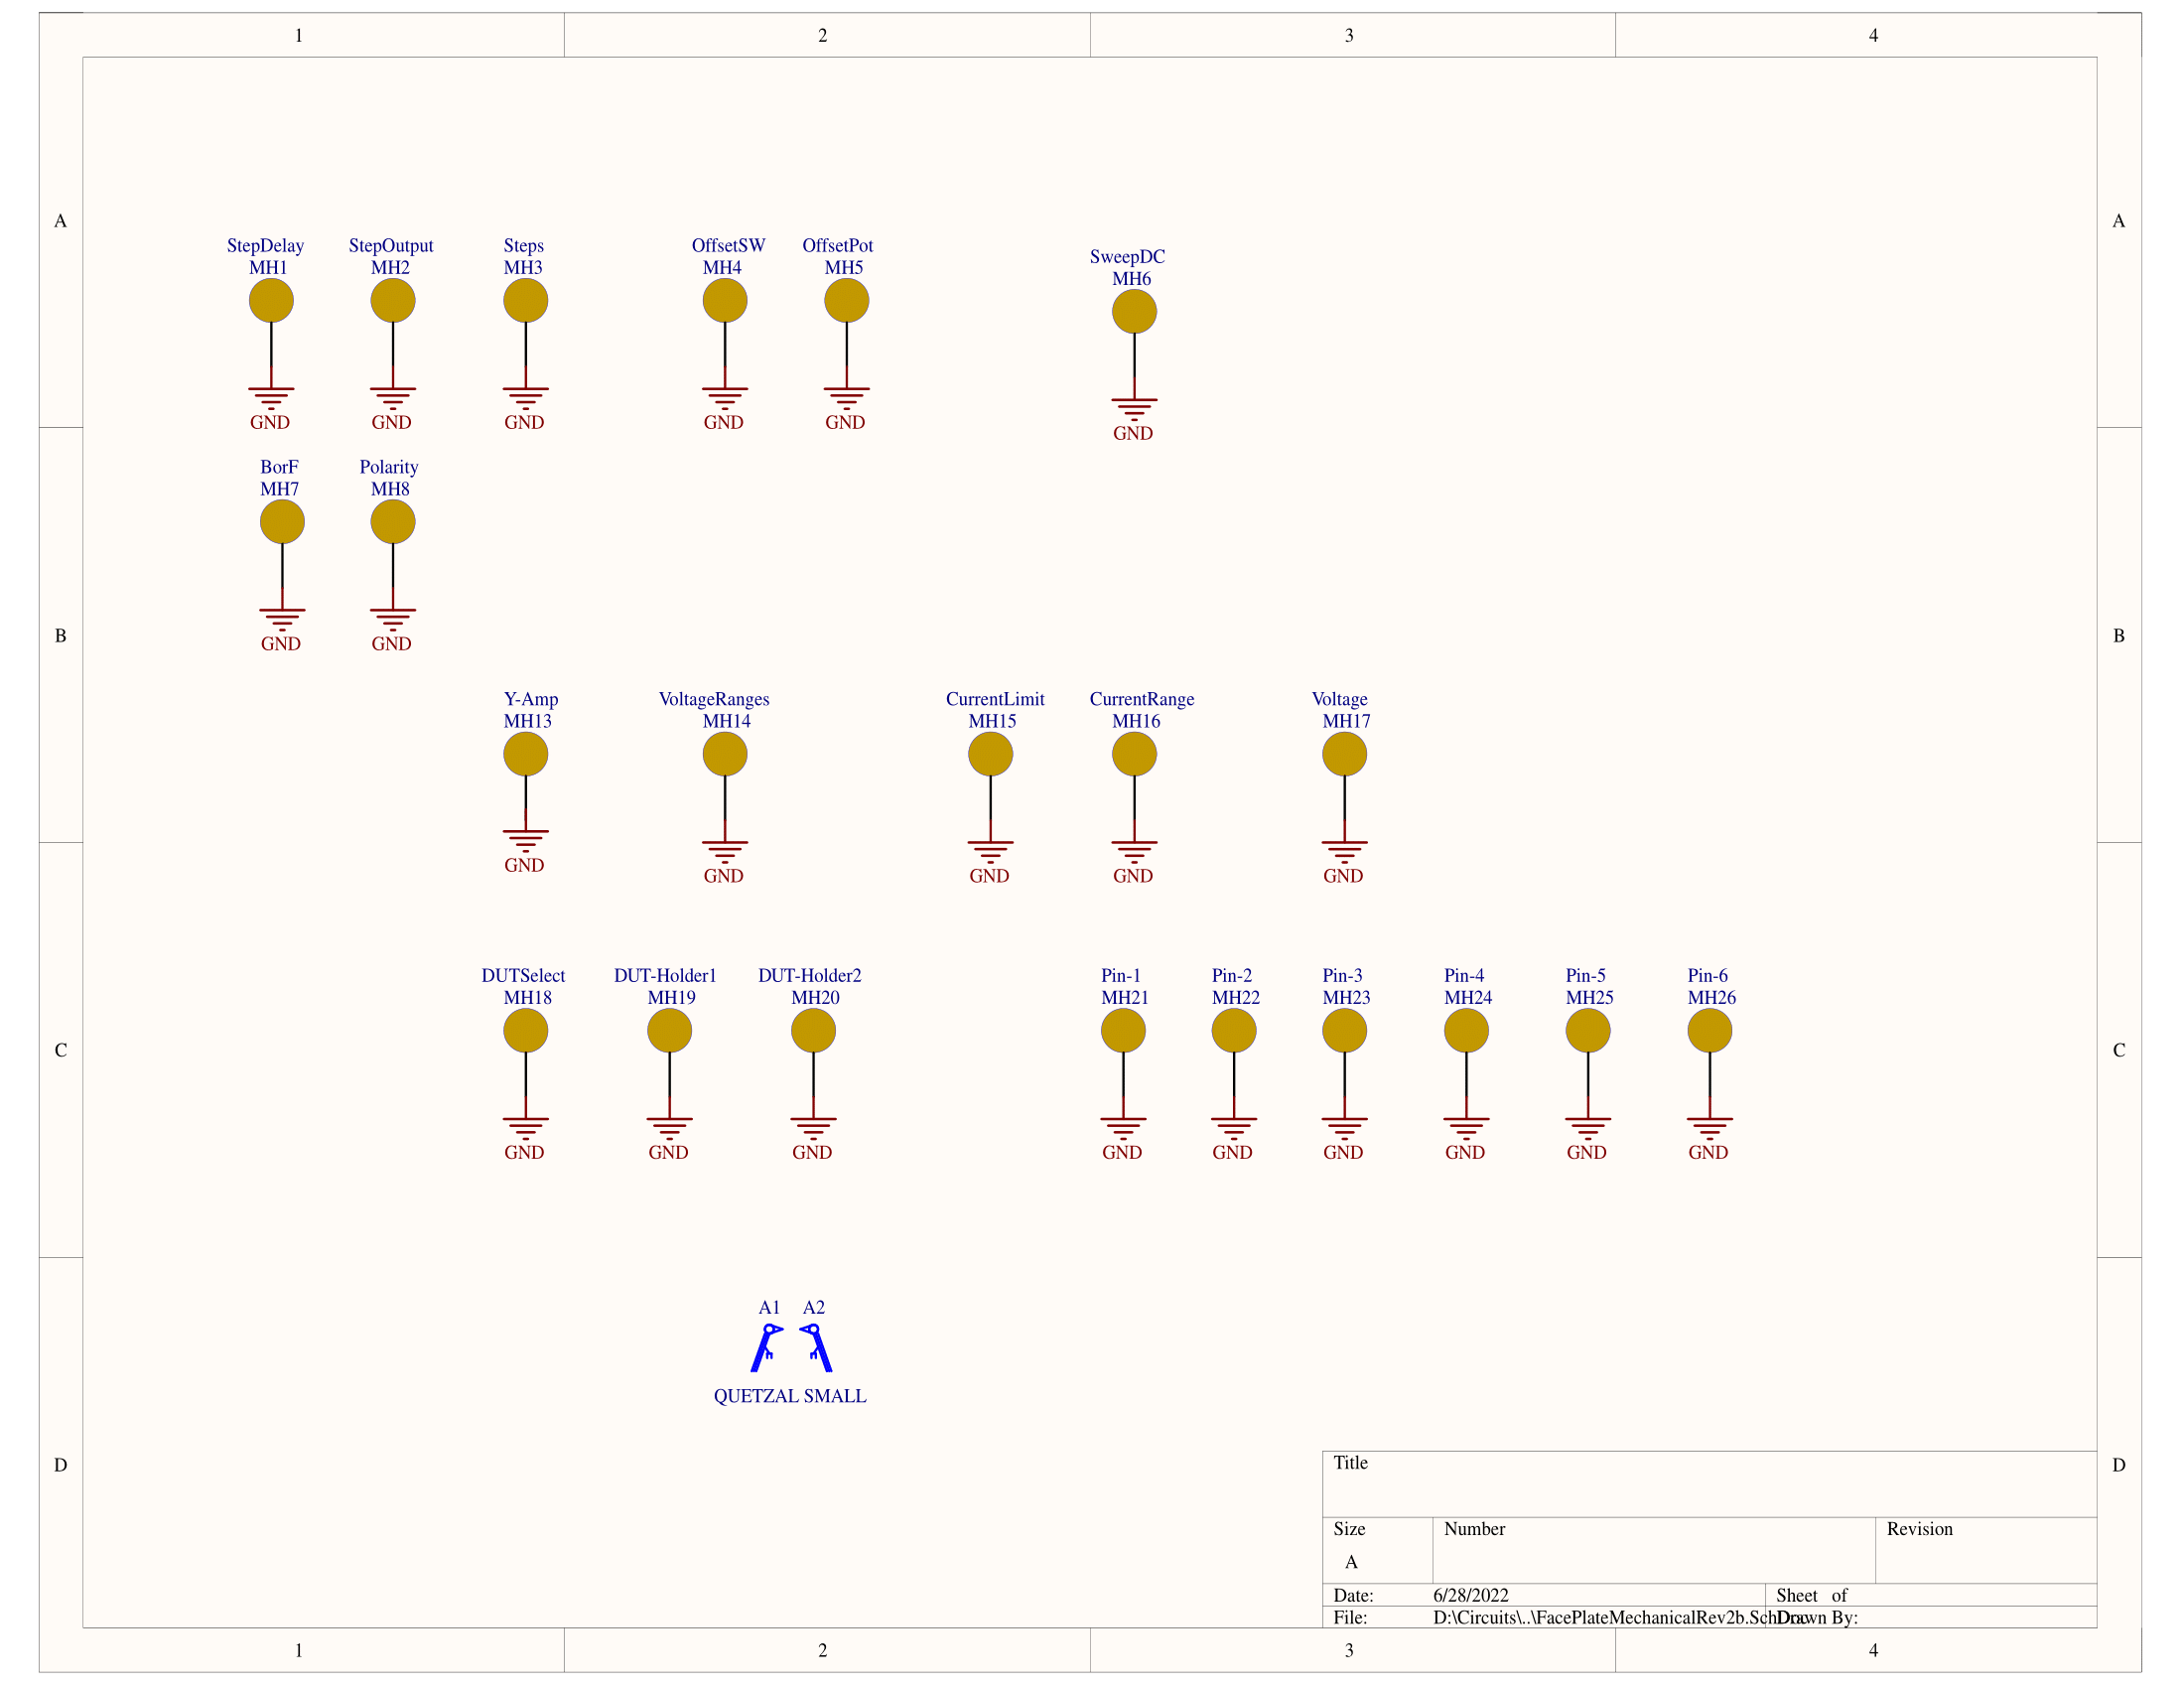 1 2 3 4
A A
StepDelay StepOutput Steps OffsetSW OffsetPot
MH1 MH2 MH3 MH4 MH5
SweepDC
MH6
GND GND GND GND GND
GND
BorF Polarity
MH7 MH8
B B
GND GND
Y-Amp VoltageRanges CurrentLimit CurrentRange Voltage
MH13 MH14 MH15 MH16 MH17
GND GND GND GND GND
DUTSelect DUT-Holder1 DUT-Holder2 Pin-1 Pin-2 Pin-3 Pin-4 Pin-5 Pin-6
MH18 MH19 MH20 MH21 MH22 MH23 MH24 MH25 MH26
C C
GND GND GND GND GND GND GND GND GND
A1 A2
QUETZAL SMALL
D D
Title
Size Number Revision
A
Date: 6/28/2022 Sheet of
File: D:\Circuits\..\FacePlateMechanicalRev2b.SchDoc Drawn By:
1 2 3 4